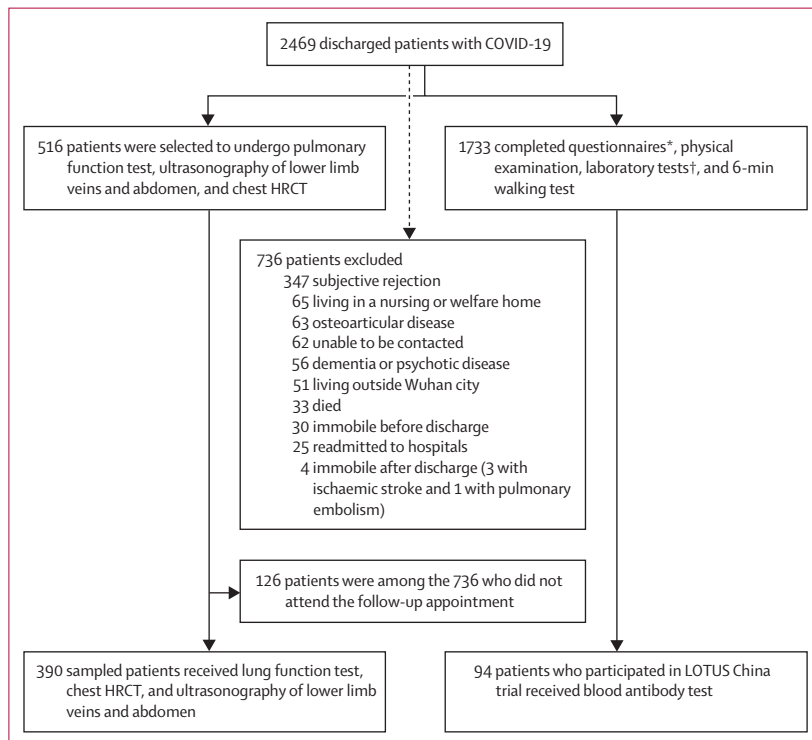 2469 discharged patients with COVID-19
516 patients were selected to undergo pulmonary
function test, ultrasonography of lower limb
veins and abdomen, and chest HRCT
1733 completed questionnaires*, physical
examination, laboratory tests†, and 6-min
walking test
736 patients excluded
347 subjective rejection
65 living in a nursing or welfare home
63 osteoarticular disease
62 unable to be contacted
56 dementia or psychotic disease
51 living outside Wuhan city
33 died
30 immobile before discharge
25 readmitted to hospitals
4 immobile after discharge (3 with
ischaemic stroke and 1 with pulmonary
embolism)
126 patients were among the 736 who did not
attend the follow-up appointment
390 sampled patients received lung function test,
chest HRCT, and ultrasonography of lower limb
veins and abdomen
94 patients who participated in LOTUS China
trial received blood antibody test